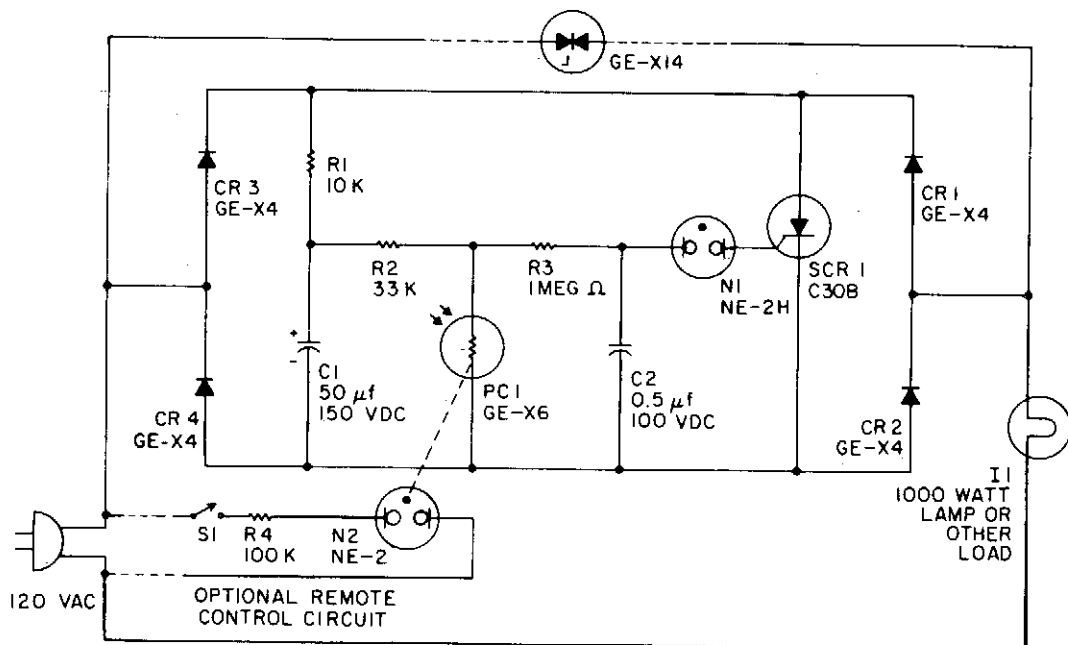 GE-X14
CR 3
GE-X4
R1
10 K
R2
33 K
R3
1 MEG Ω
N1
NE-2H
SCR 1
C30B
CR 1
GE-X4
+
-
C1
50 μf
150 VDC
PC1
GE-X6
C2
0.5 μf
100 VDC
CR 4
GE-X4
CR 2
GE-X4
I1
1000 WATT
LAMP OR
OTHER
LOAD
S1
R4
100 K
N2
NE-2
120 VAC
OPTIONAL REMOTE
CONTROL CIRCUIT